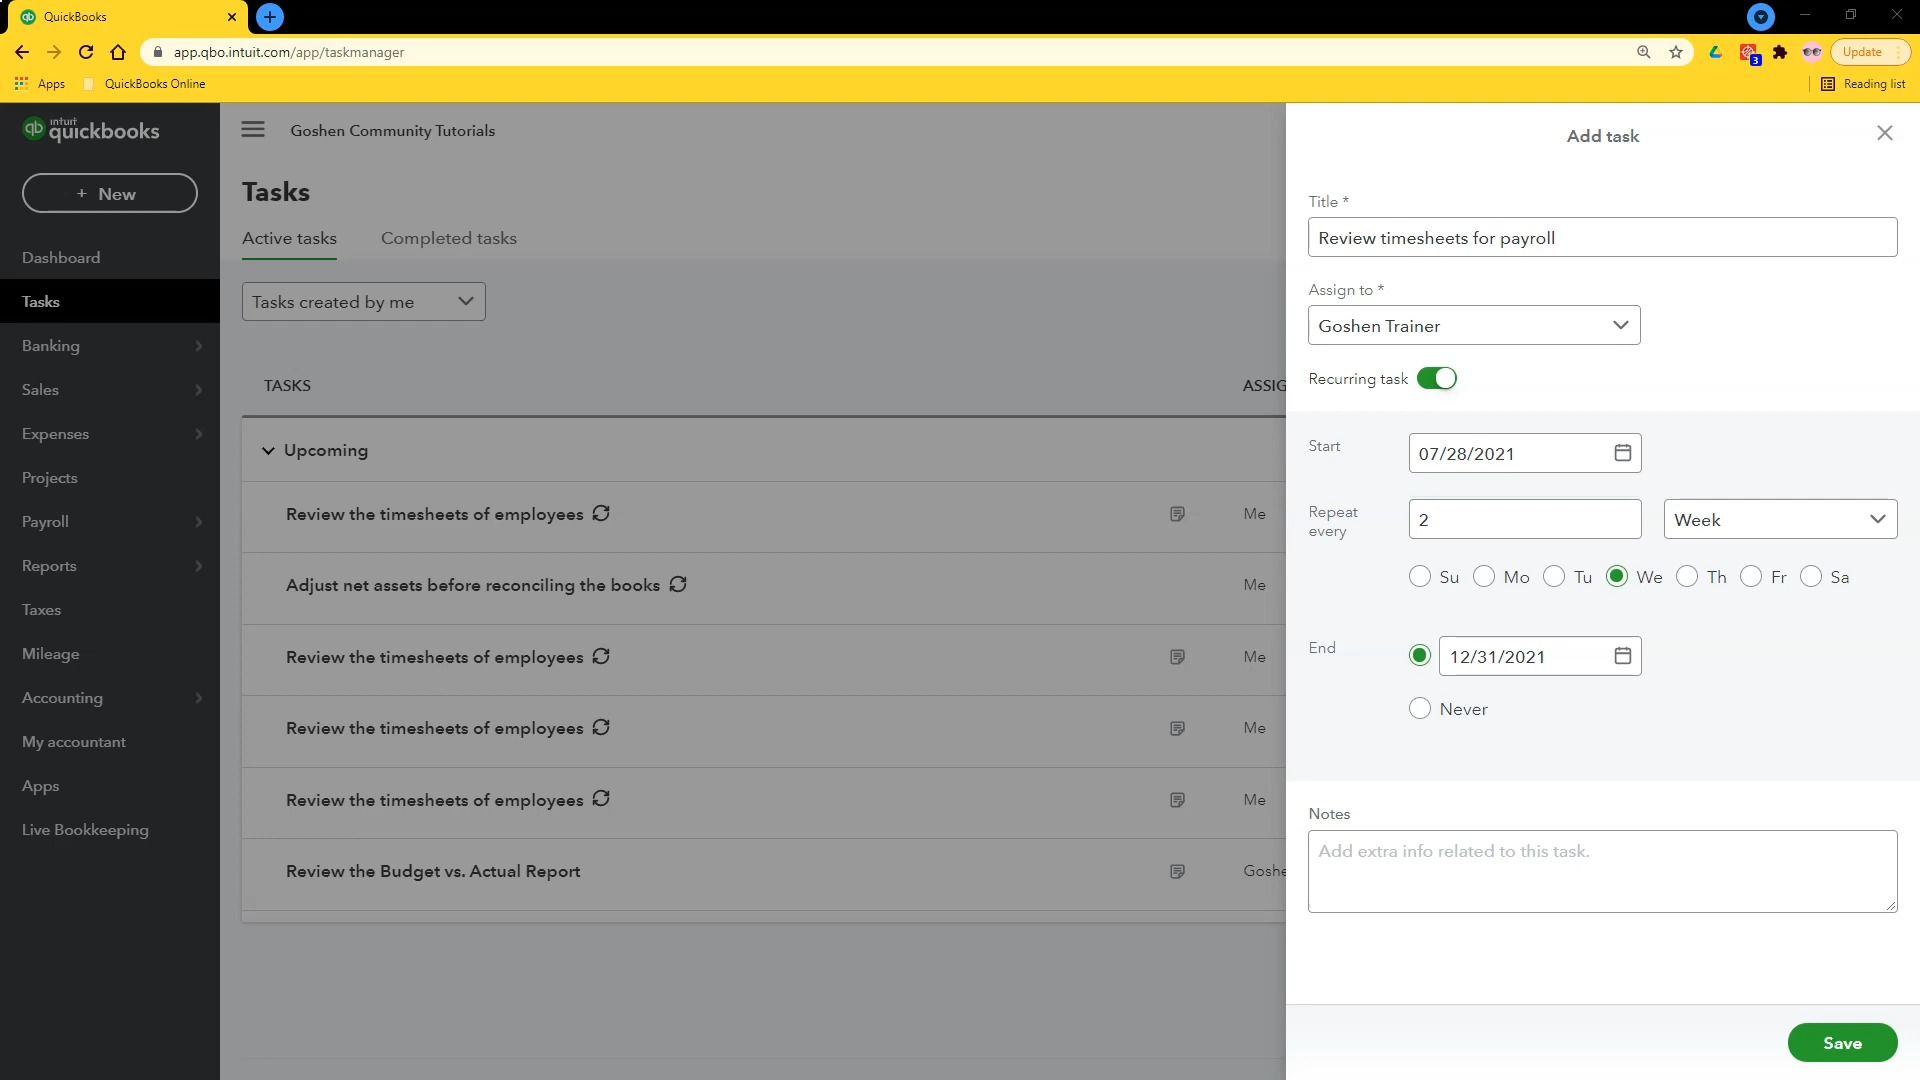 QuickBooks
app.qbo.intuit.com/app/taskmanager
3
Update
Apps
QuickBooks Online
Reading list
qb intuit quickbooks
Goshen Community Tutorials
+ New
Dashboard
Tasks
Banking
Sales
Expenses
Projects
Payroll
Reports
Taxes
Mileage
Accounting
My accountant
Apps
Live Bookkeeping
Tasks
Active tasks
Completed tasks
Tasks created by me
TASKS
ASSIG
Upcoming
Review the timesheets of employees
Me
Adjust net assets before reconciling the books
Me
Review the timesheets of employees
Me
Review the timesheets of employees
Me
Review the timesheets of employees
Me
Review the Budget vs. Actual Report
Goshe
Add task
Title *
Review timesheets for payroll
Assign to *
Goshen Trainer
Recurring task
Start
07/28/2021
Repeat
every
2
Week
Su Mo Tu We Th Fr Sa
End
12/31/2021
Never
Notes
Add extra info related to this task.
Save